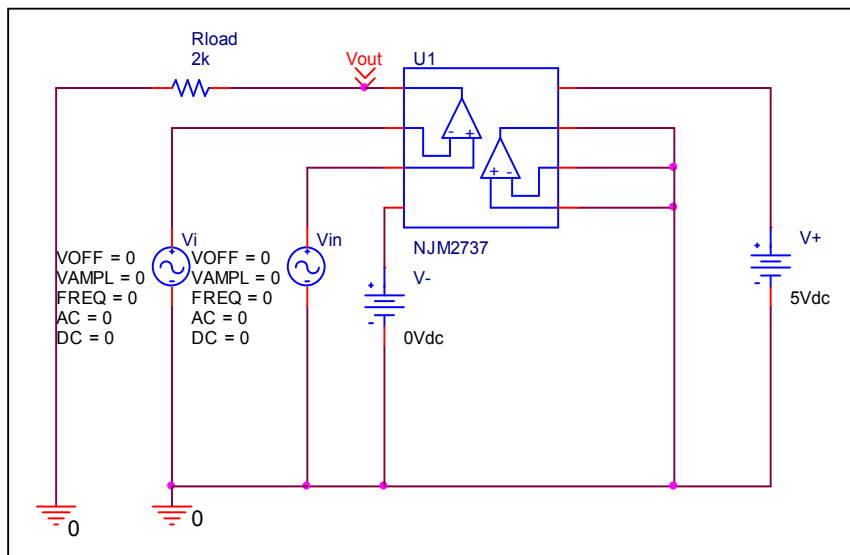 Rload
2k
Vout
U1
- +
+ -
NJM2737
Vi
VOFF = 0
VAMPL = 0
FREQ = 0
AC = 0
DC = 0
Vin
VOFF = 0
VAMPL = 0
FREQ = 0
AC = 0
DC = 0
V-
0Vdc
V+
5Vdc
0
0